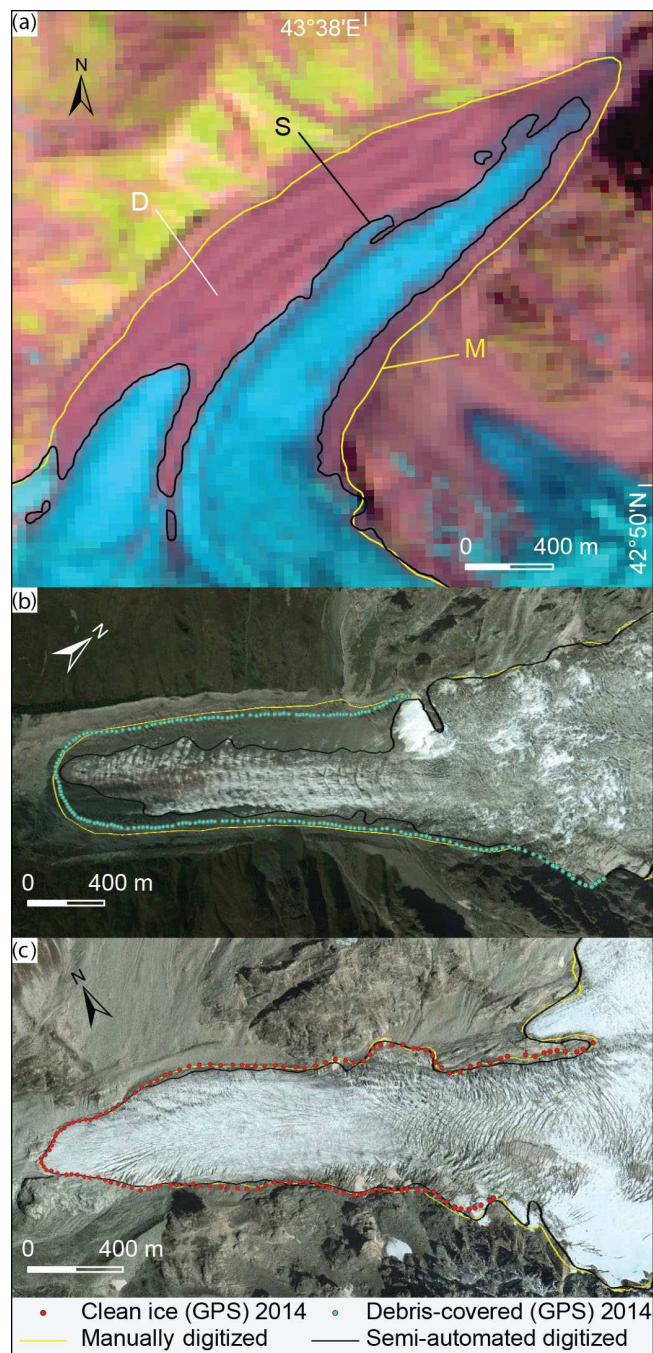 (a)
43°38'E
N
S
D
M
42°50'N
0 400 m
(b)
N
0 400 m
(c)
N
0 400 m
Clean ice (GPS) 2014 Debris-covered (GPS) 2014
Manually digitized Semi-automated digitized